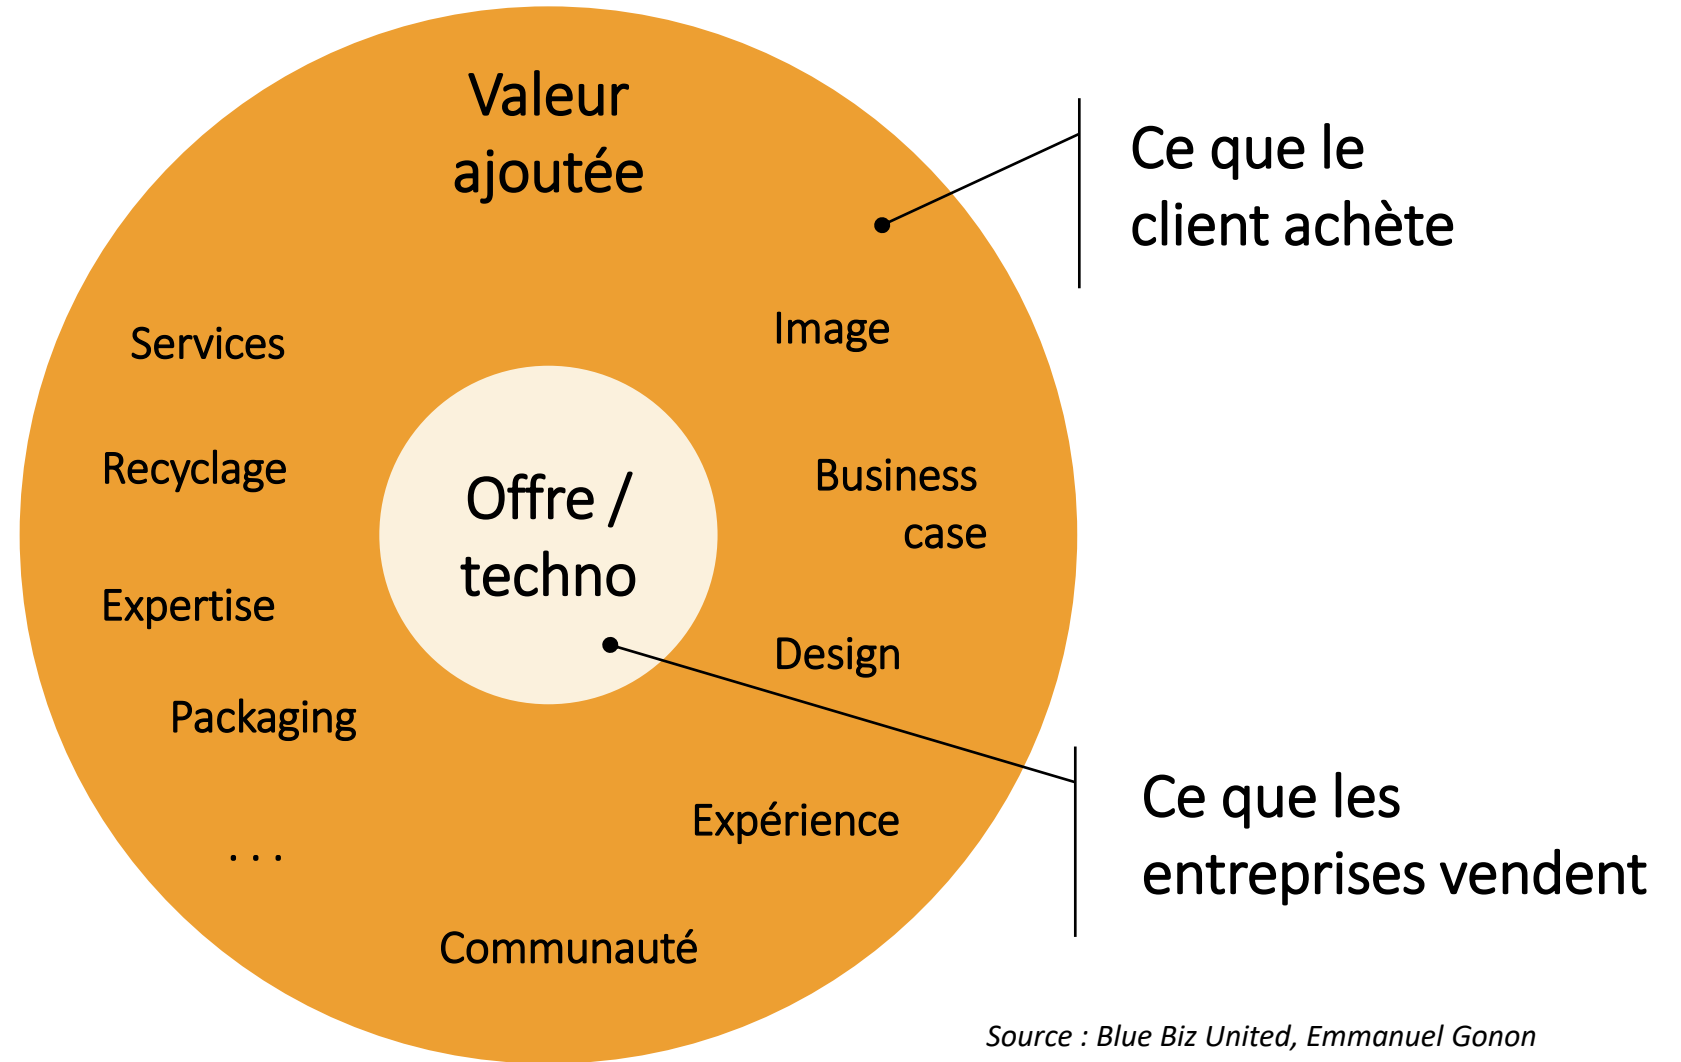 Valeur
ajoutée
Ce que le
client achète
Image
Services
Recyclage
Business
case
Offre /
techno
Expertise
Design
Packaging
Expérience
Ce que les
entreprises vendent
. . .
Communauté
Source : Blue Biz United, Emmanuel Gonon